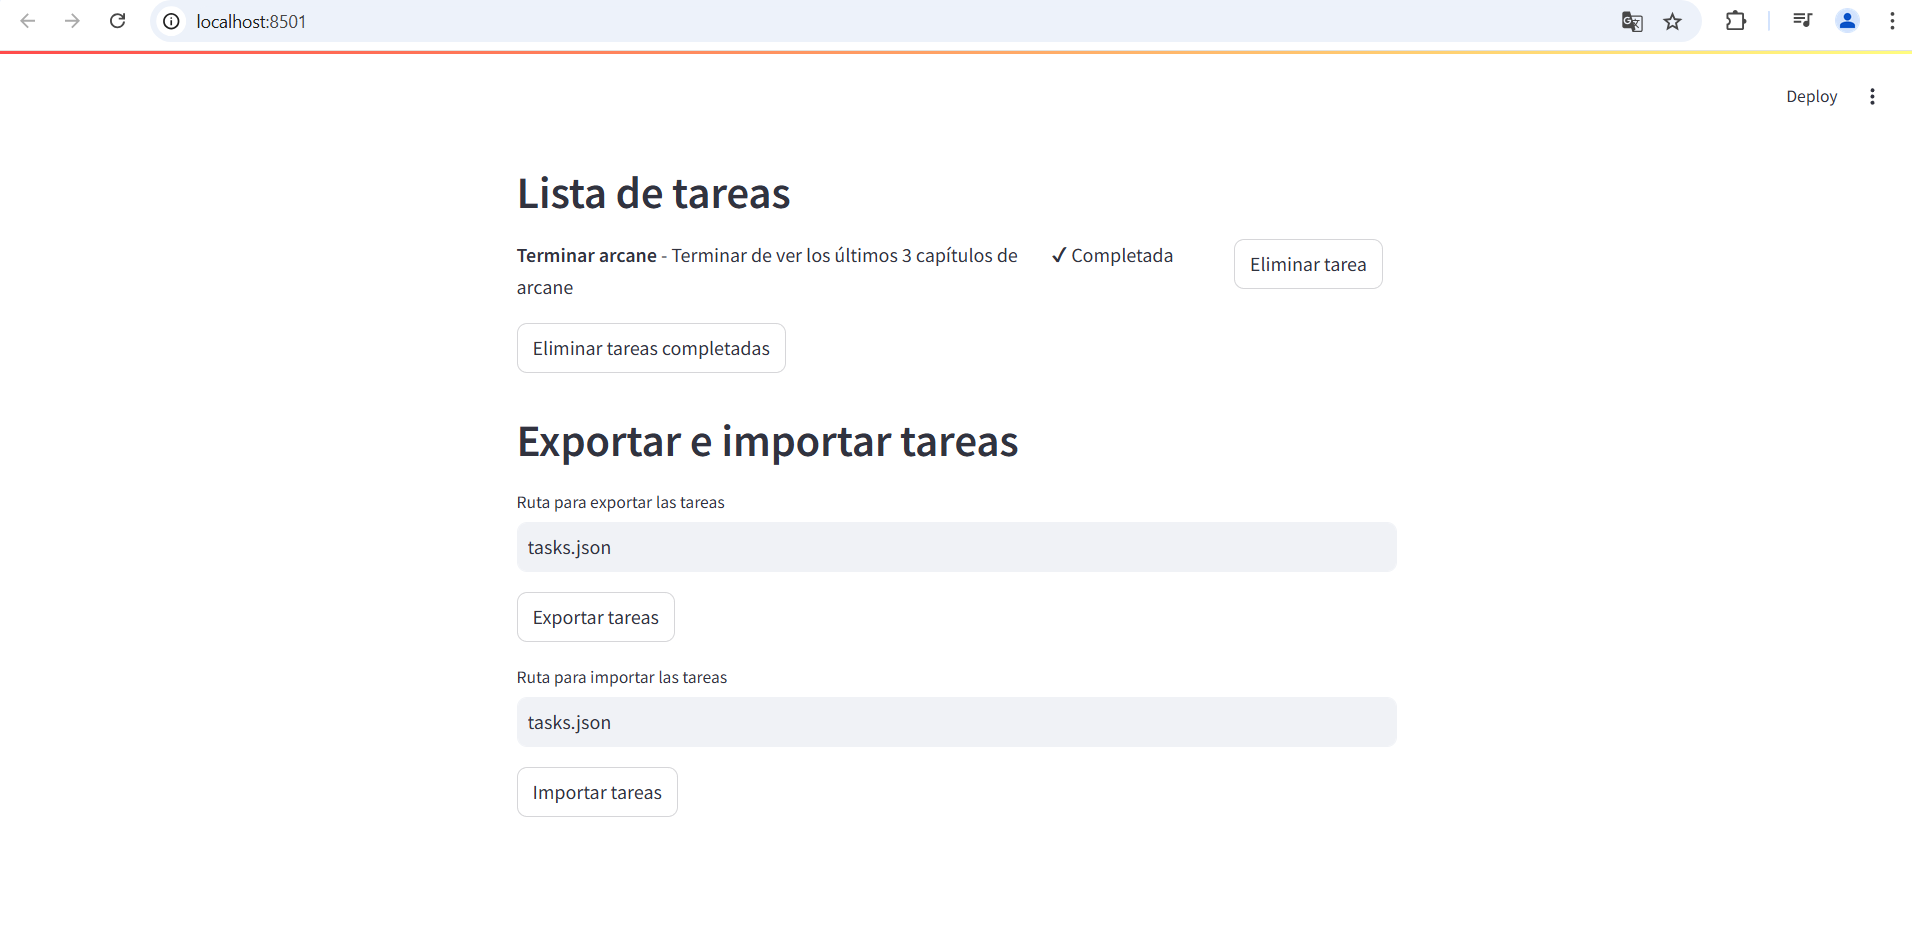 localhost:8501
Deploy
Lista de tareas
Terminar arcane - Terminar de ver los últimos 3 capítulos de
arcane
✓ Completada
Eliminar tarea
Eliminar tareas completadas
Exportar e importar tareas
Ruta para exportar las tareas
tasks.json
Exportar tareas
Ruta para importar las tareas
tasks.json
Importar tareas